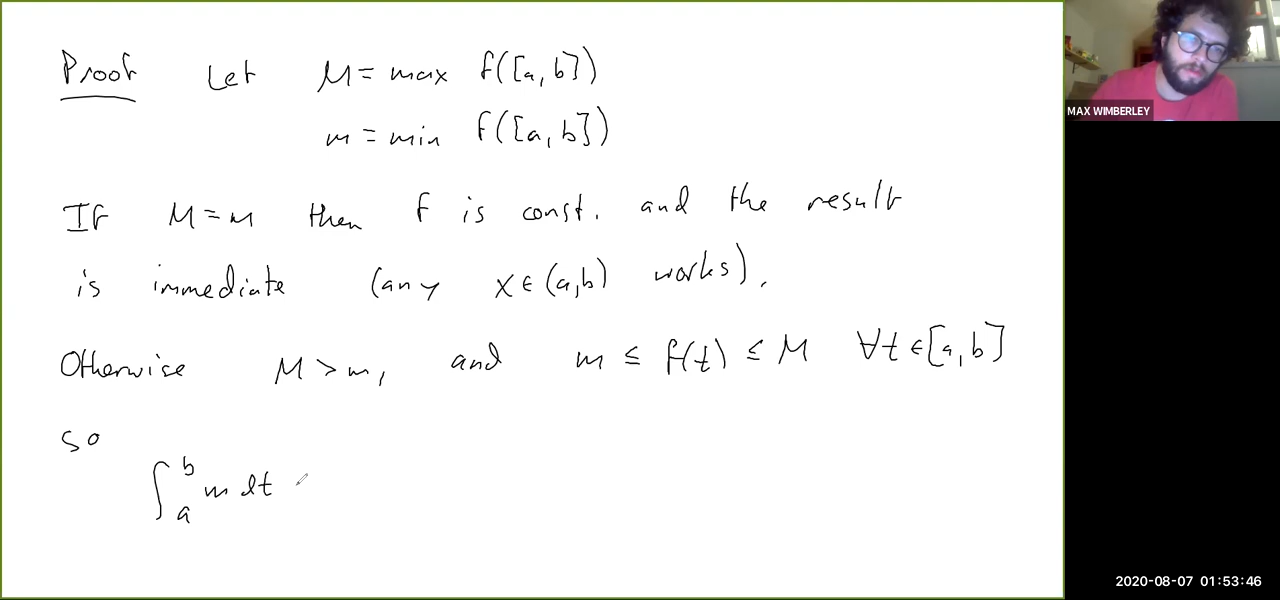 Proof Let M = max f([a, b])
m = min f([a, b])
If M = m then f is const. and the result
is immediate (any x ∈ (a,b) works).
Otherwise M > m, and m ≤ f(t) ≤ M ∀t ∈ [a, b]
so
∫_a^b m dt
MAX WIMBERLEY
2020-08-07 01:53:46